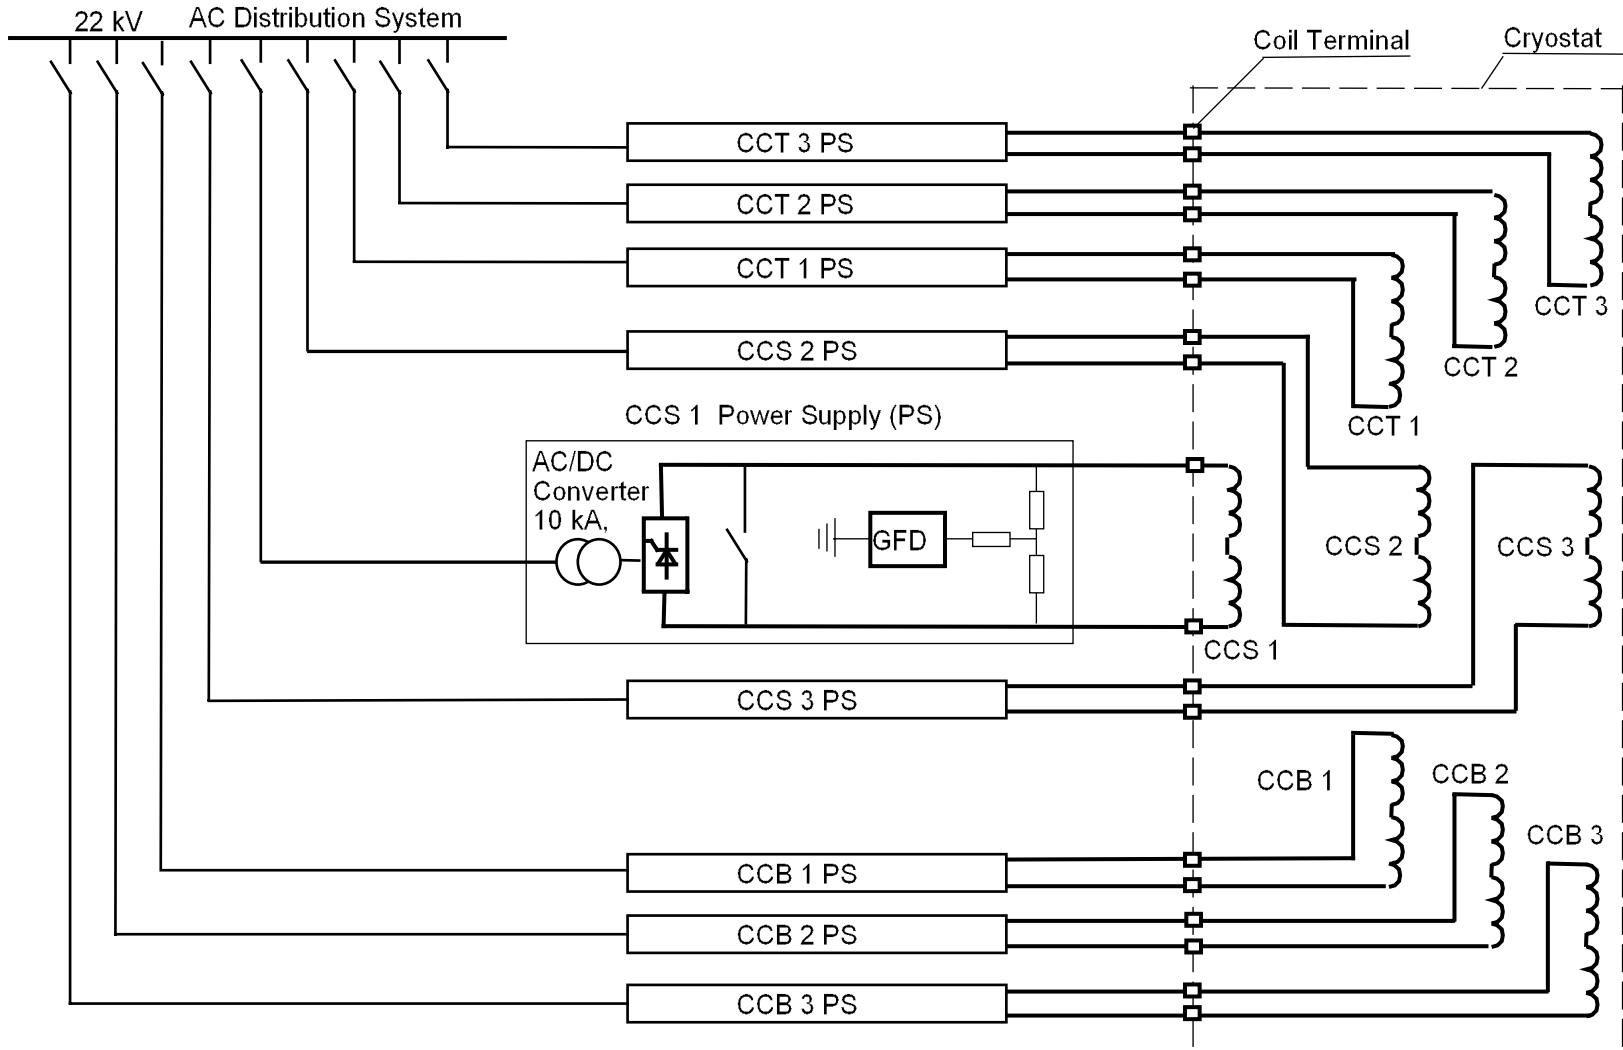 22 kV AC Distribution System
Coil Terminal
Cryostat
CCT 3 PS
CCT 2 PS
CCT 1 PS
CCS 2 PS
CCT 3
CCT 2
CCT 1
CCS 1 Power Supply (PS)
AC/DC
Converter
10 kA,
GFD
CCS 2
CCS 3
CCS 1
CCS 3 PS
CCB 1
CCB 2
CCB 3
CCB 1 PS
CCB 2 PS
CCB 3 PS